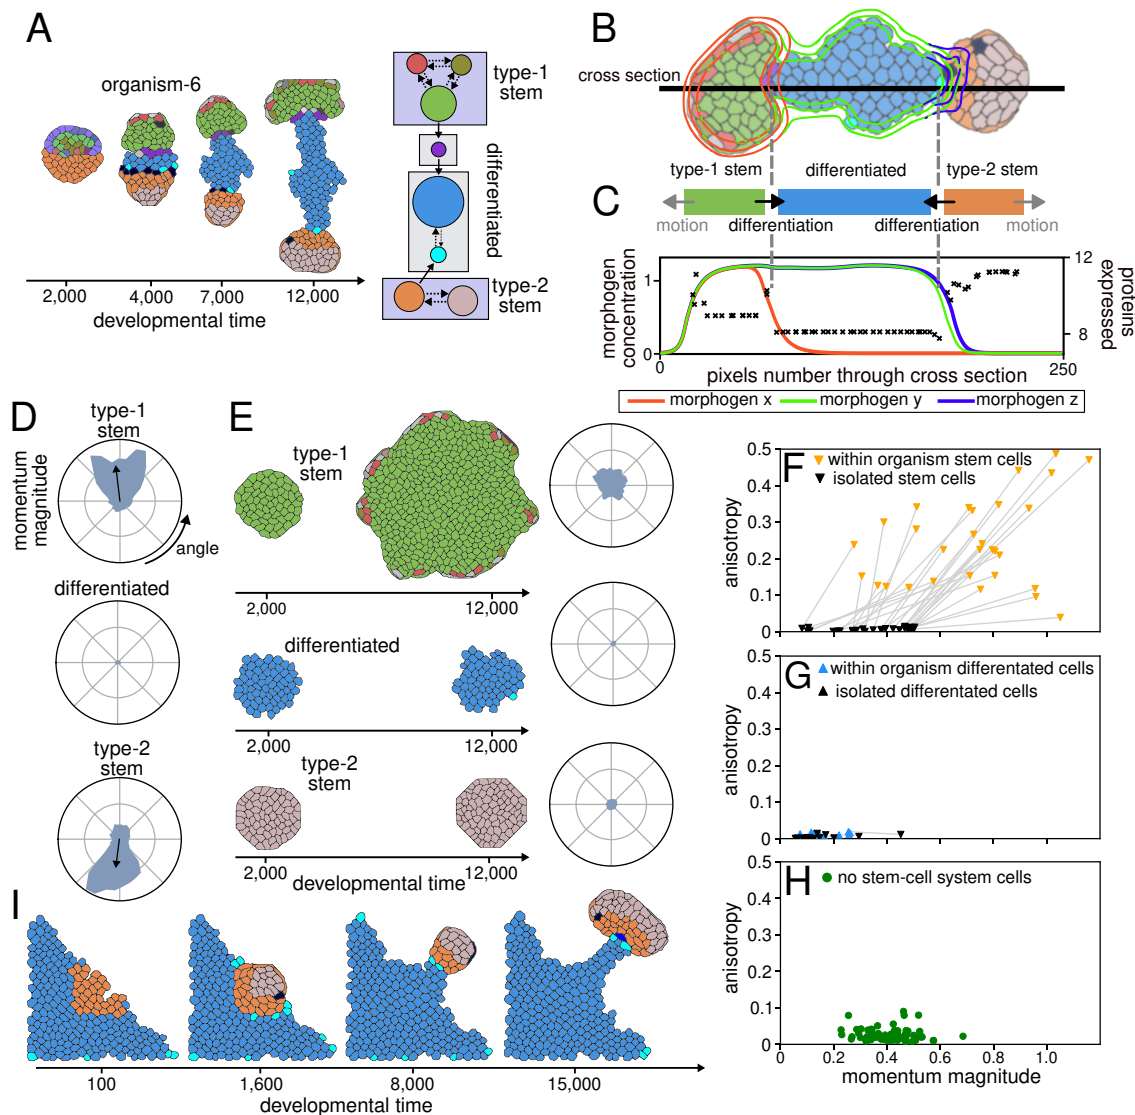 A
organism-6
2,000
4,000
7,000
12,000
developmental time
type-1
stem
differentiated
type-2
stem
B
cross section
type-1 stem
differentiated
type-2 stem
C
motion
differentiation
differentiation
motion
morphogen
concentration
1
0
12
8
proteins
expressed
0
250
pixels number through cross section
morphogen x
morphogen y
morphogen z
D
type-1
stem
momentum
magnitude
angle
differentiated
type-2
stem
E
type-1
stem
2,000
12,000
differentiated
2,000
12,000
type-2
stem
2,000
12,000
developmental time
F
within organism stem cells
isolated stem cells
anisotropy
0.5
0.4
0.3
0.2
0.1
0
G
within organism differentated cells
isolated differentated cells
anisotropy
0.5
0.4
0.3
0.2
0.1
0
H
no stem-cell system cells
anisotropy
0.5
0.4
0.3
0.2
0.1
0
0
0.2
0.4
0.6
0.8
1.0
momentum magnitude
I
100
1,600
8,000
15,000
developmental time